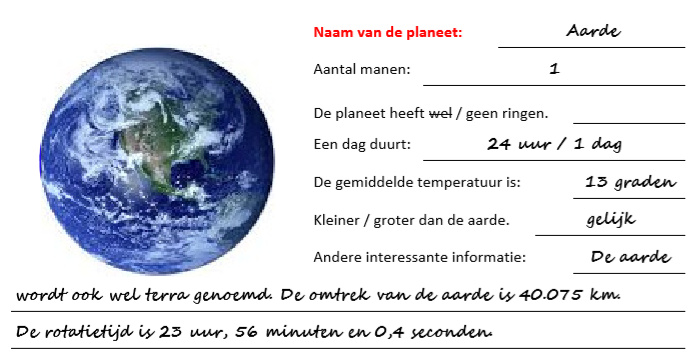 Naam van de planeet: Aarde
Aantal manen: 1
De planeet heeft wel / geen ringen.
Een dag duurt: 24 uur / 1 dag
De gemiddelde temperatuur is: 13 graden
Kleiner / groter dan de aarde. gelijk
Andere interessante informatie: De aarde
wordt ook wel terra genoemd. De omtrek van de aarde is 40.075 km.
De rotatietijd is 23 uur, 56 minuten en 0,4 seconden.